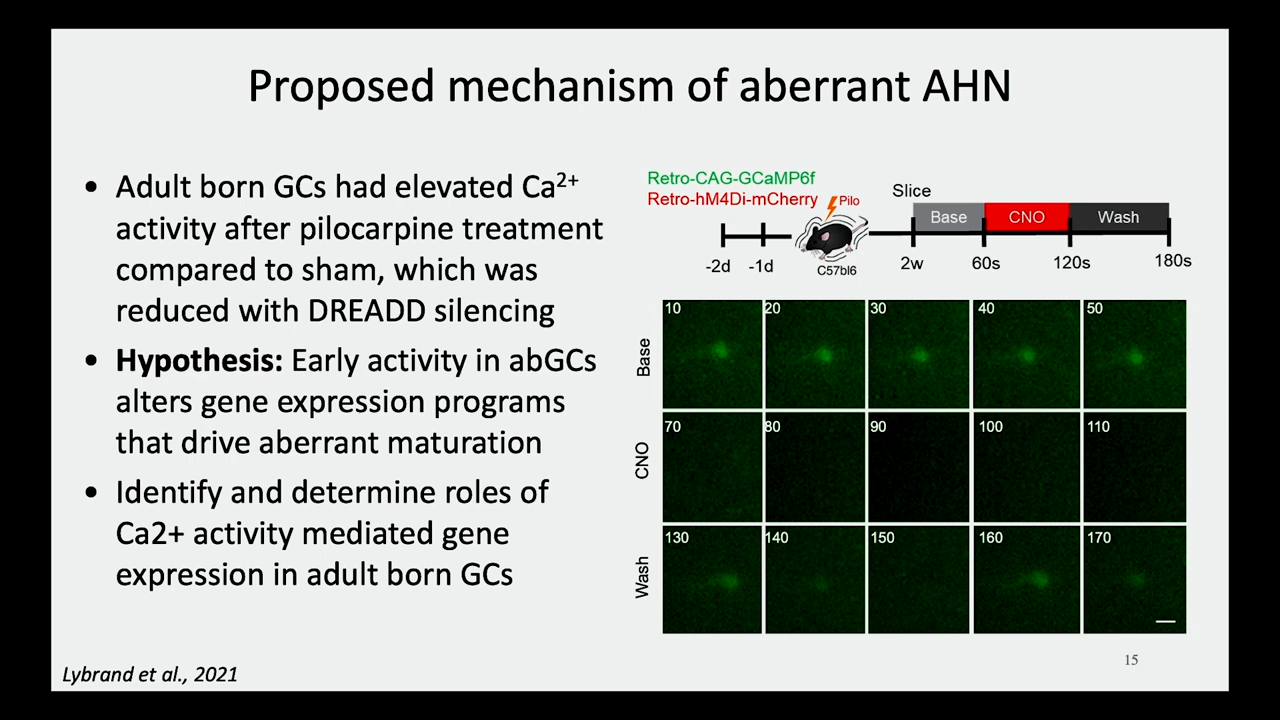 Proposed mechanism of aberrant AHN
• Adult born GCs had elevated Ca2+
activity after pilocarpine treatment
compared to sham, which was
reduced with DREADD silencing
• Hypothesis: Early activity in abGCs
alters gene expression programs
that drive aberrant maturation
• Identify and determine roles of
Ca2+ activity mediated gene
expression in adult born GCs
Lybrand et al., 2021
Retro-CAG-GCaMP6f
Retro-hM4Di-mCherry
Pilo
C57bl6
-2d -1d
Slice
Base CNO Wash
2w 60s 120s 180s
Base
10 20 30 40 50
CNO
70 80 90 100 110
Wash
130 140 150 160 170
15